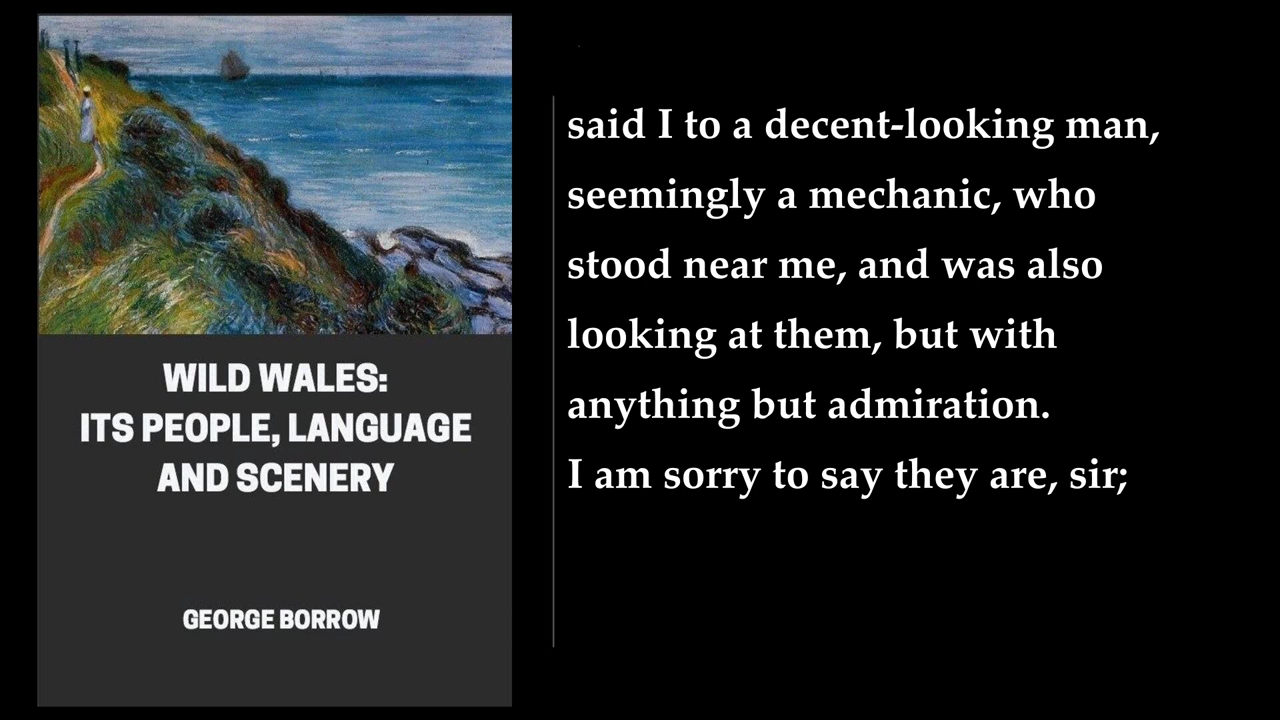 WILD WALES:
ITS PEOPLE, LANGUAGE
AND SCENERY
GEORGE BORROW
said I to a decent-looking man,
seemingly a mechanic, who
stood near me, and was also
looking at them, but with
anything but admiration.
I am sorry to say they are, sir;